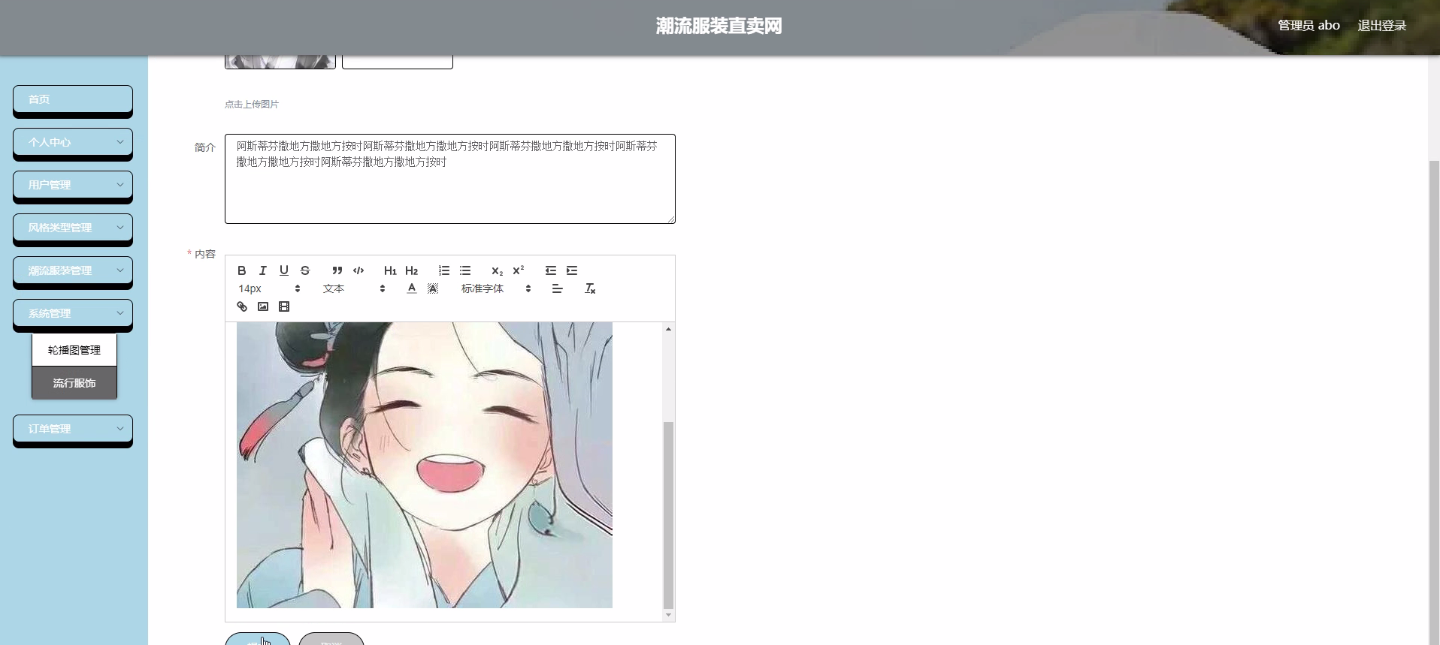 潮流服装直卖网
管理员 abo
退出登录
首页
个人中心
用户管理
风格类型管理
潮流服装管理
系统管理
轮播图管理
流行服饰
订单管理
点击上传图片
简介
阿斯蒂芬撒地方撒地方按时阿斯蒂芬撒地方撒地方按时阿斯蒂芬撒地方撒地方按时阿斯蒂芬
撒地方撒地方按时阿斯蒂芬撒地方撒地方按时
* 内容
14px
文本
标准字体